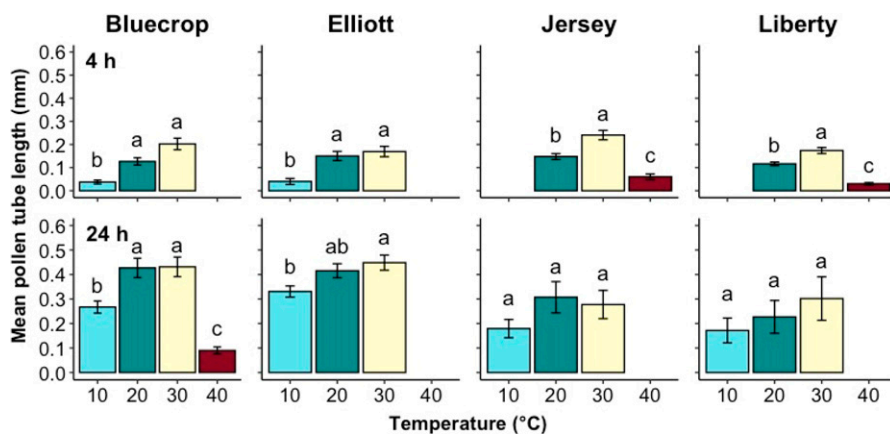 Bluecrop Elliott Jersey Liberty
Mean pollen tube length (mm)
4 h
0.6
0.5
0.4
0.3
0.2
0.1
0.0
b a a
b a a
b a c
b a c
24 h
0.6
0.5
0.4
0.3
0.2
0.1
0.0
b a a c
b ab a
a a a
a a a
10 20 30 40 10 20 30 40 10 20 30 40 10 20 30 40
Temperature (°C)